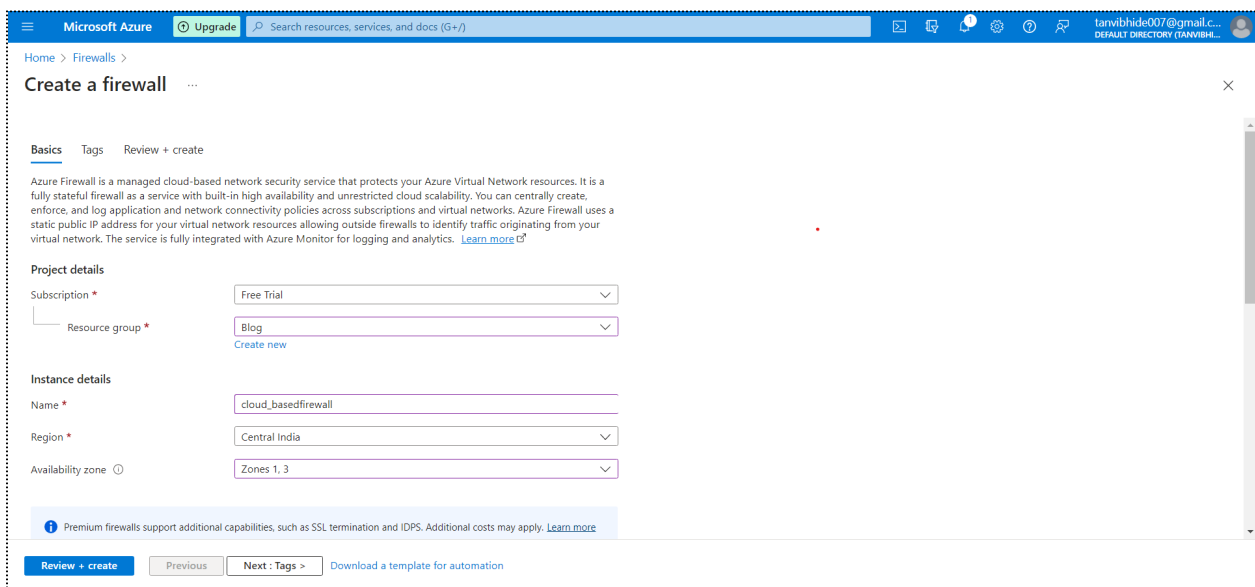 Microsoft Azure
Upgrade
Search resources, services, and docs (G+/)
1
tanvibhide007@gmail.c...
DEFAULT DIRECTORY (TANVIBHI...
Home > Firewalls >
Create a firewall ...
Basics Tags Review + create
Azure Firewall is a managed cloud-based network security service that protects your Azure Virtual Network resources. It is a
fully stateful firewall as a service with built-in high availability and unrestricted cloud scalability. You can centrally create,
enforce, and log application and network connectivity policies across subscriptions and virtual networks. Azure Firewall uses a
static public IP address for your virtual network resources allowing outside firewalls to identify traffic originating from your
virtual network. The service is fully integrated with Azure Monitor for logging and analytics. Learn more
Project details
Subscription * Free Trial
Resource group * Blog
Create new
Instance details
Name * cloud_basedfirewall
Region * Central India
Availability zone Zones 1, 3
Premium firewalls support additional capabilities, such as SSL termination and IDPS. Additional costs may apply. Learn more
Review + create Previous Next : Tags > Download a template for automation